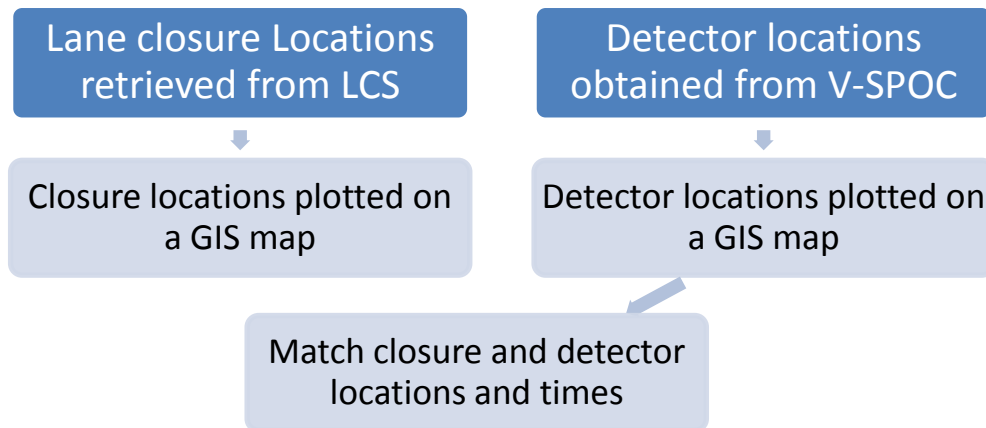 Lane closure Locations
retrieved from LCS
Detector locations
obtained from V-SPOC
Closure locations plotted on
a GIS map
Detector locations plotted on
a GIS map
Match closure and detector
locations and times